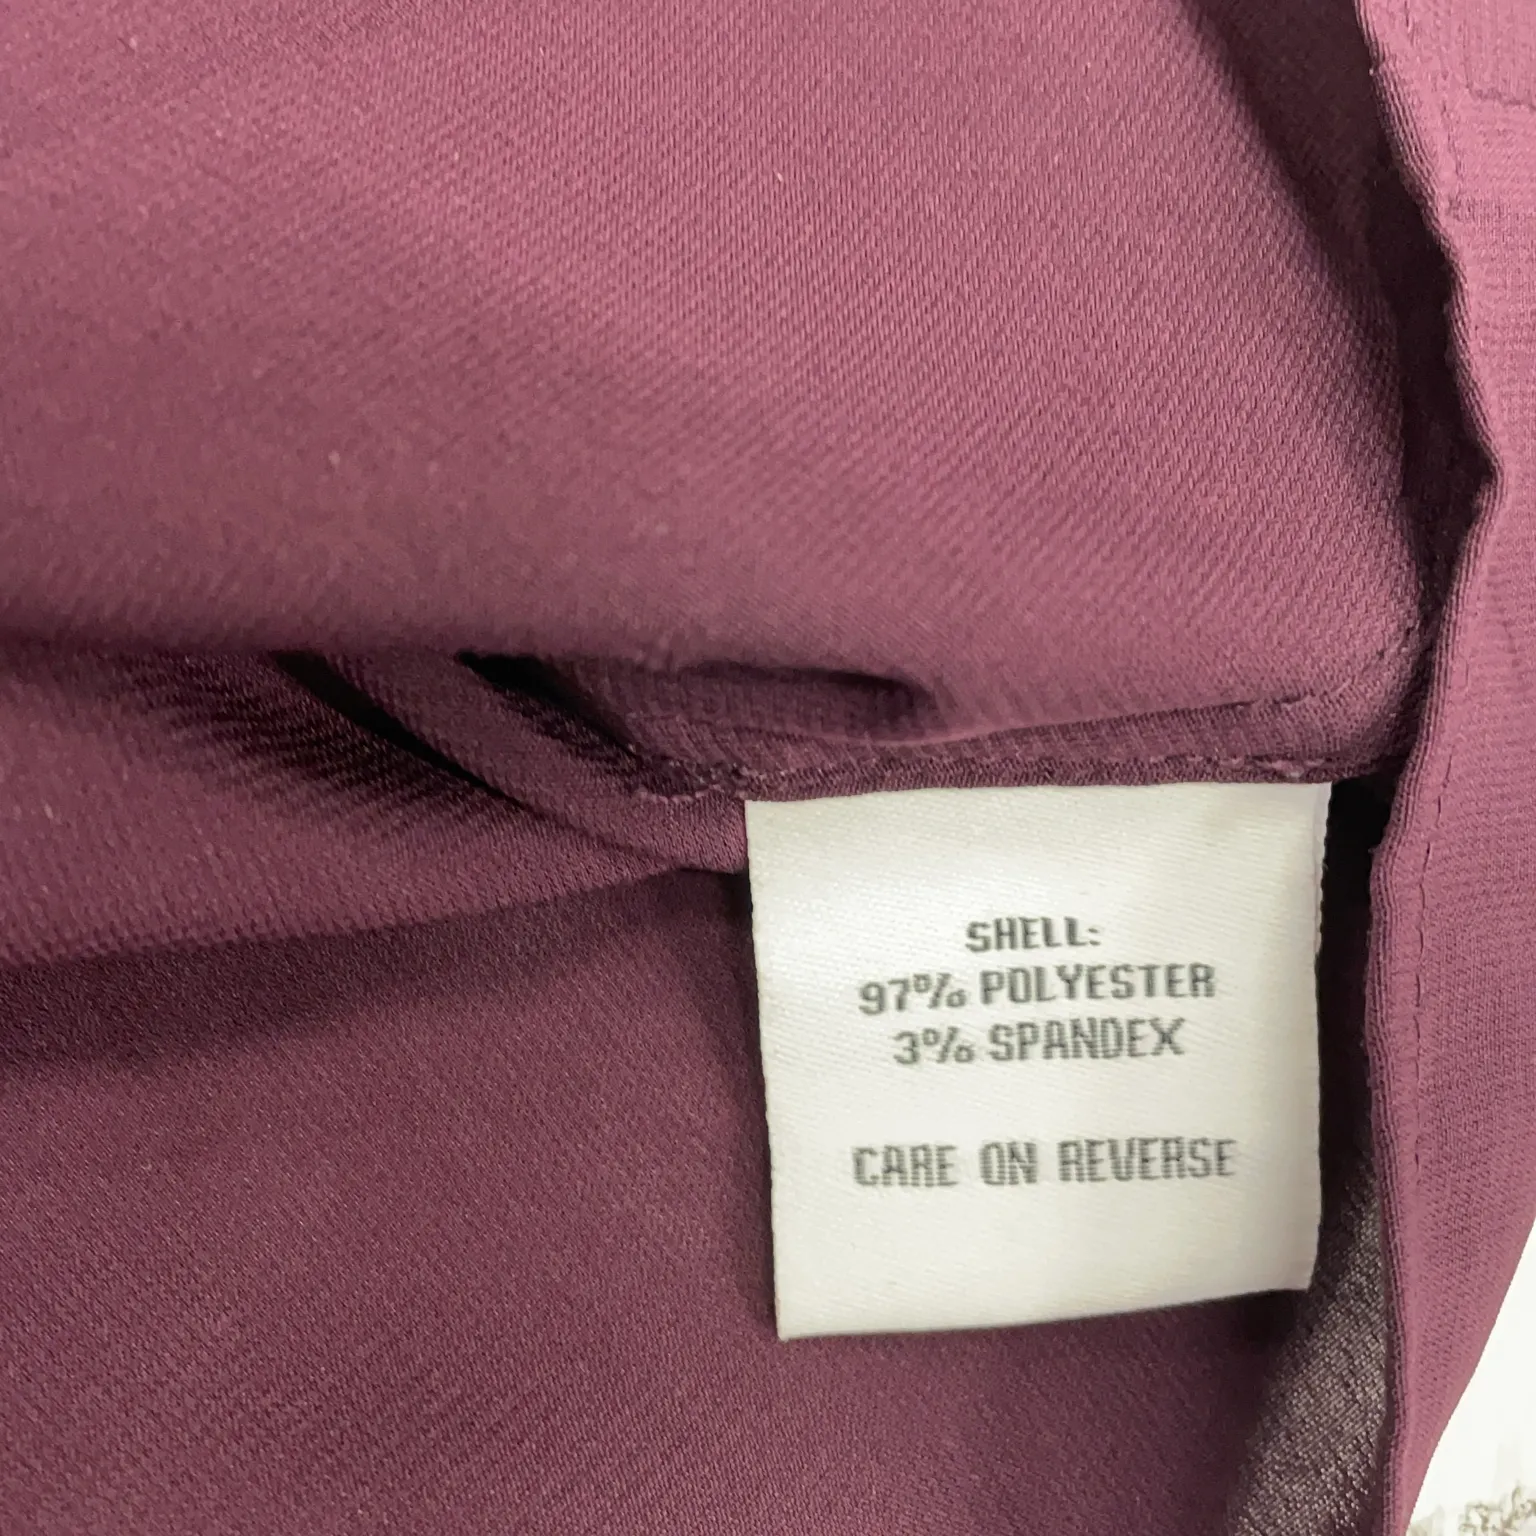 SHELL:
97% POLYESTER
3% SPANDEX
CARE ON REVERSE